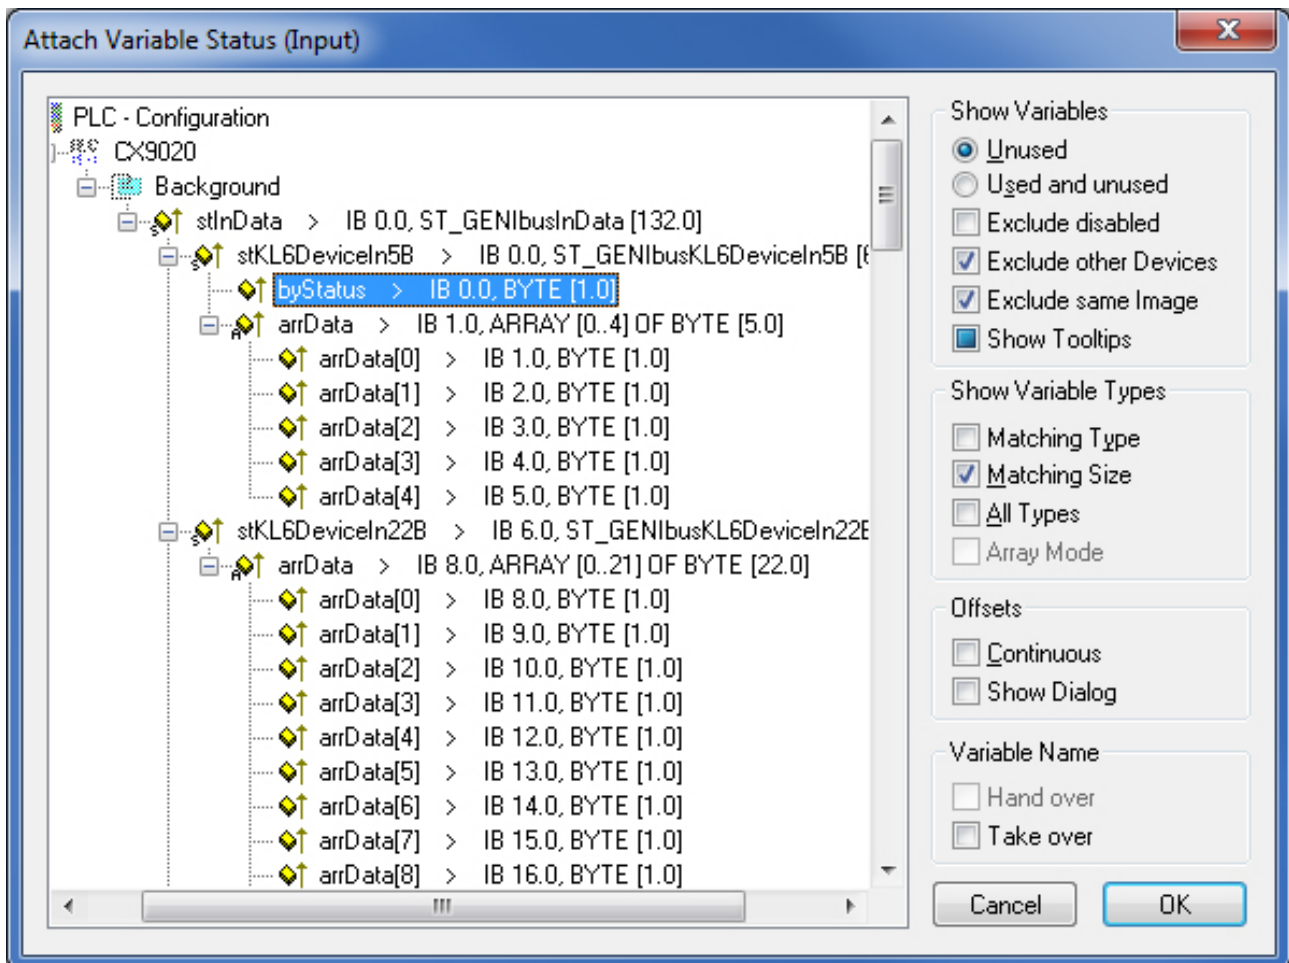 Attach Variable Status (Input)
PLC - Configuration
CX9020
Background
stInData > IB 0.0, ST_GENIbusInData [132.0]
stKL6DeviceIn5B > IB 0.0, ST_GENIbusKL6DeviceIn5B [6
byStatus > IB 0.0, BYTE [1.0]
arrData > IB 1.0, ARRAY [0..4] OF BYTE [5.0]
arrData[0] > IB 1.0, BYTE [1.0]
arrData[1] > IB 2.0, BYTE [1.0]
arrData[2] > IB 3.0, BYTE [1.0]
arrData[3] > IB 4.0, BYTE [1.0]
arrData[4] > IB 5.0, BYTE [1.0]
stKL6DeviceIn22B > IB 6.0, ST_GENIbusKL6DeviceIn22B
arrData > IB 8.0, ARRAY [0..21] OF BYTE [22.0]
arrData[0] > IB 8.0, BYTE [1.0]
arrData[1] > IB 9.0, BYTE [1.0]
arrData[2] > IB 10.0, BYTE [1.0]
arrData[3] > IB 11.0, BYTE [1.0]
arrData[4] > IB 12.0, BYTE [1.0]
arrData[5] > IB 13.0, BYTE [1.0]
arrData[6] > IB 14.0, BYTE [1.0]
arrData[7] > IB 15.0, BYTE [1.0]
arrData[8] > IB 16.0, BYTE [1.0]
Show Variables
Unused
Used and unused
Exclude disabled
Exclude other Devices
Exclude same Image
Show Tooltips
Show Variable Types
Matching Type
Matching Size
All Types
Array Mode
Offsets
Continuous
Show Dialog
Variable Name
Hand over
Take over
Cancel
OK